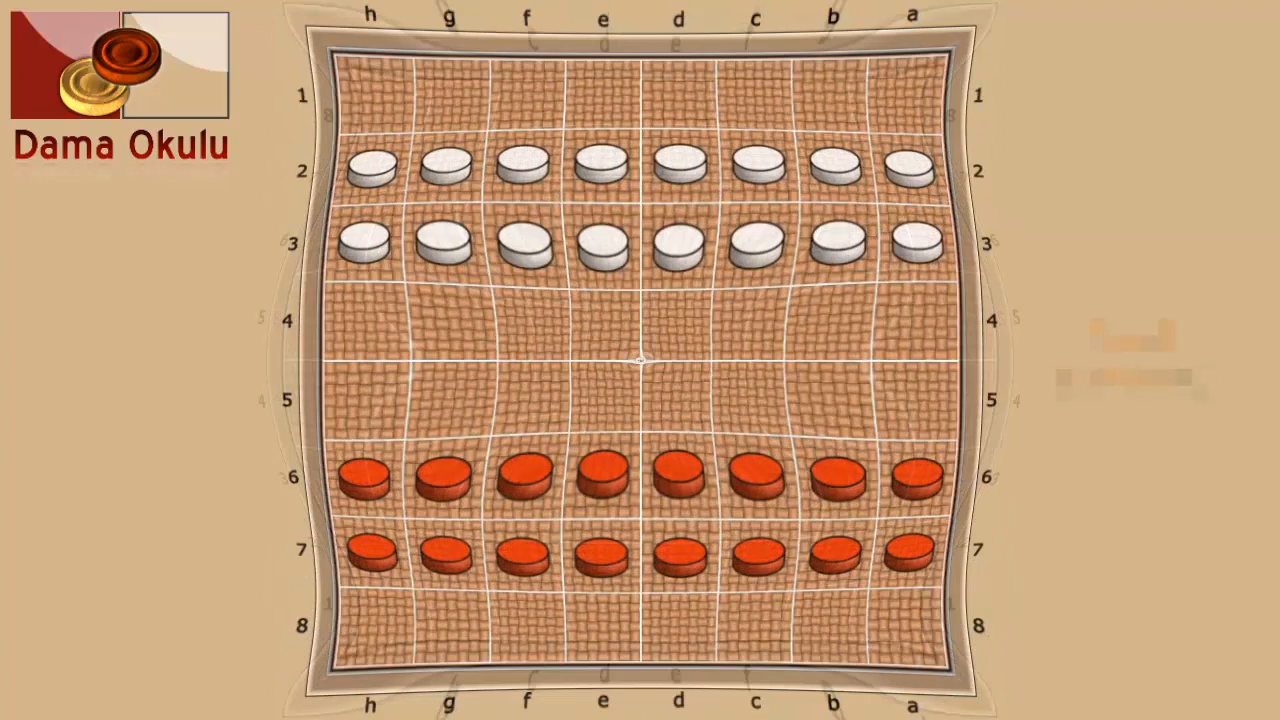 h g f e d c b a
Dama Okulu
1 1
2 2
3 3
4 4
5 5
6 6
7 7
8 8
h g f e d c b a